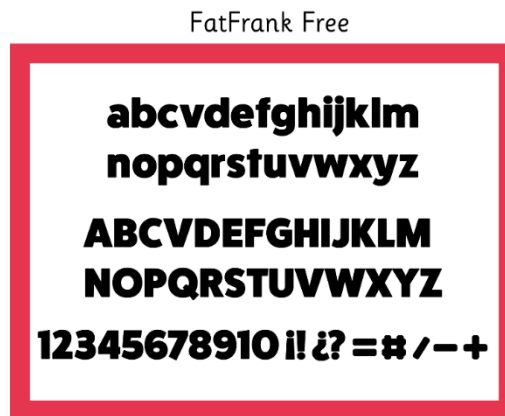 FatFrank Free
abcvdefghijklm
nopqrstuvwxyz
ABCVDEFGHIJKLM
NOPQRSTUVWXYZ
12345678910 ¡! ¿? = # / − +